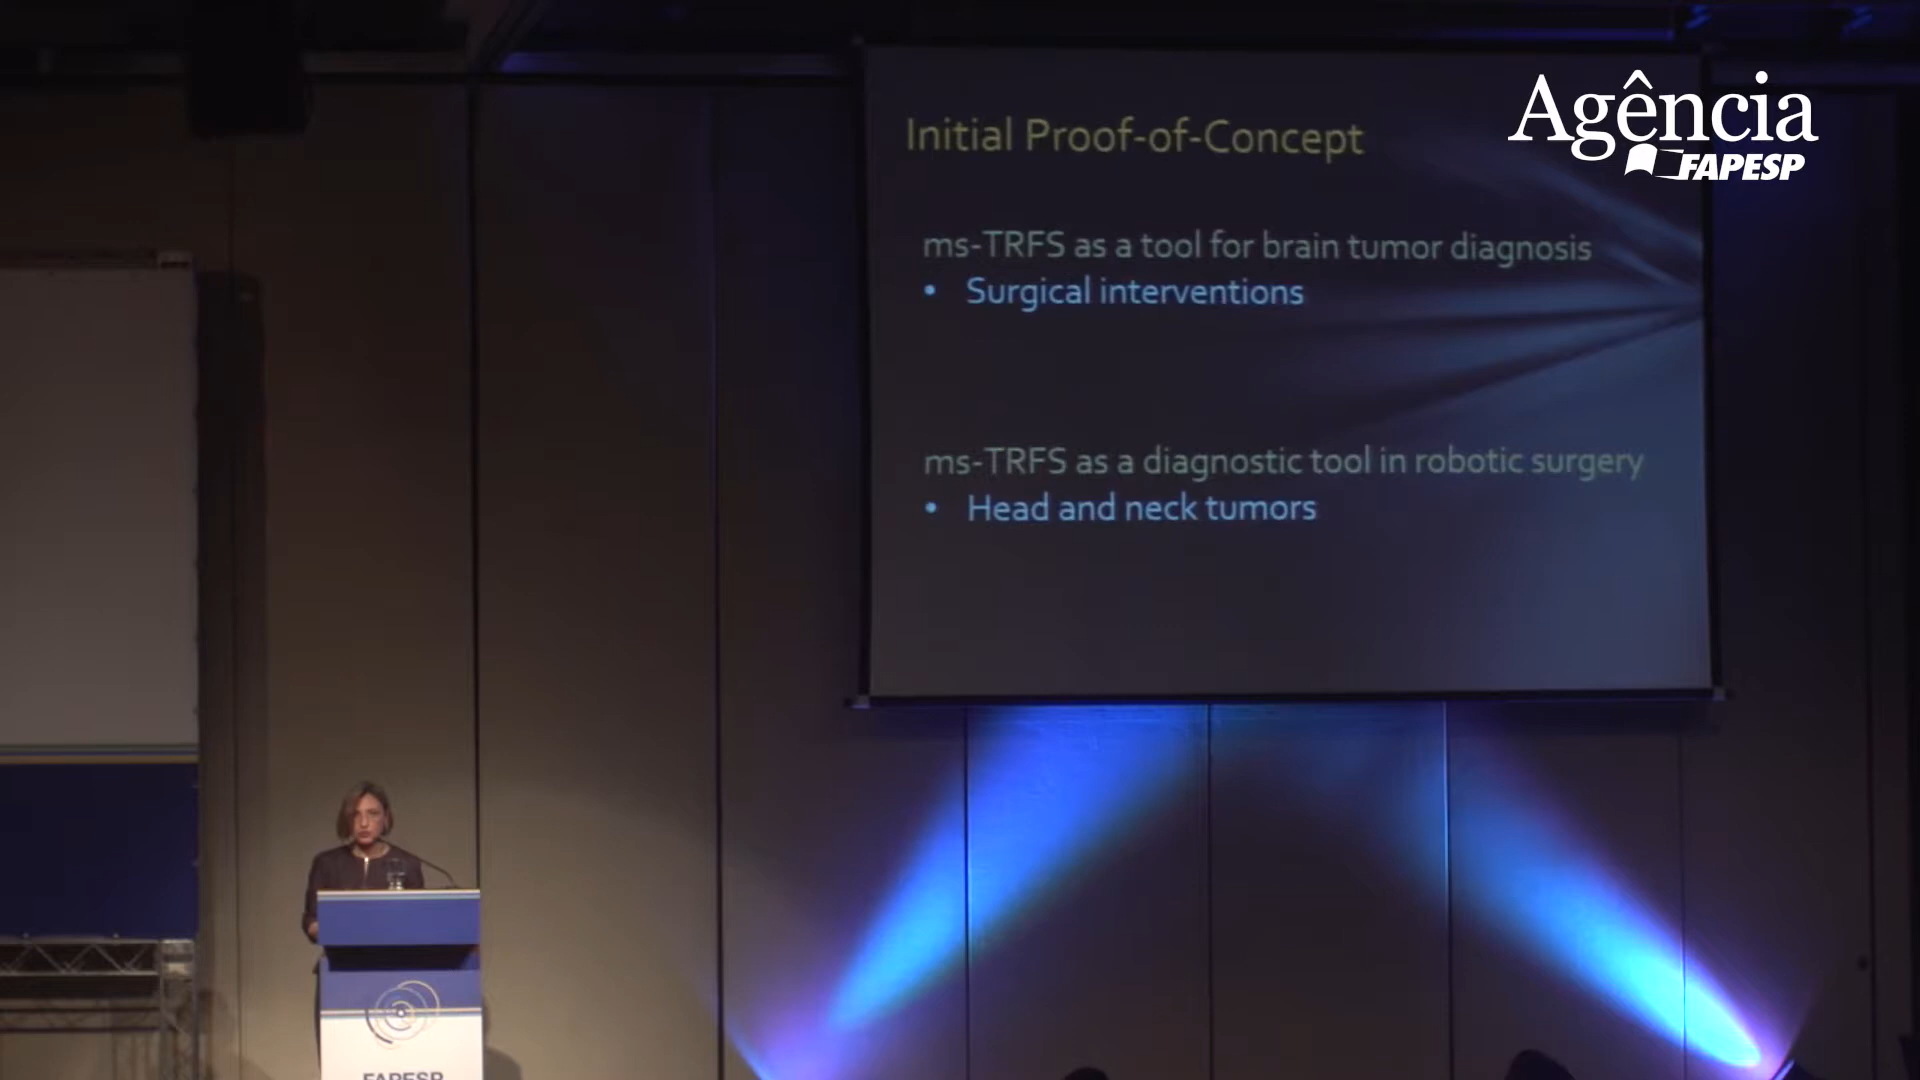 Agência
FAPESP
Initial Proof-of-Concept
ms-TRFS as a tool for brain tumor diagnosis
• Surgical interventions
ms-TRFS as a diagnostic tool in robotic surgery
• Head and neck tumors
FAPESP